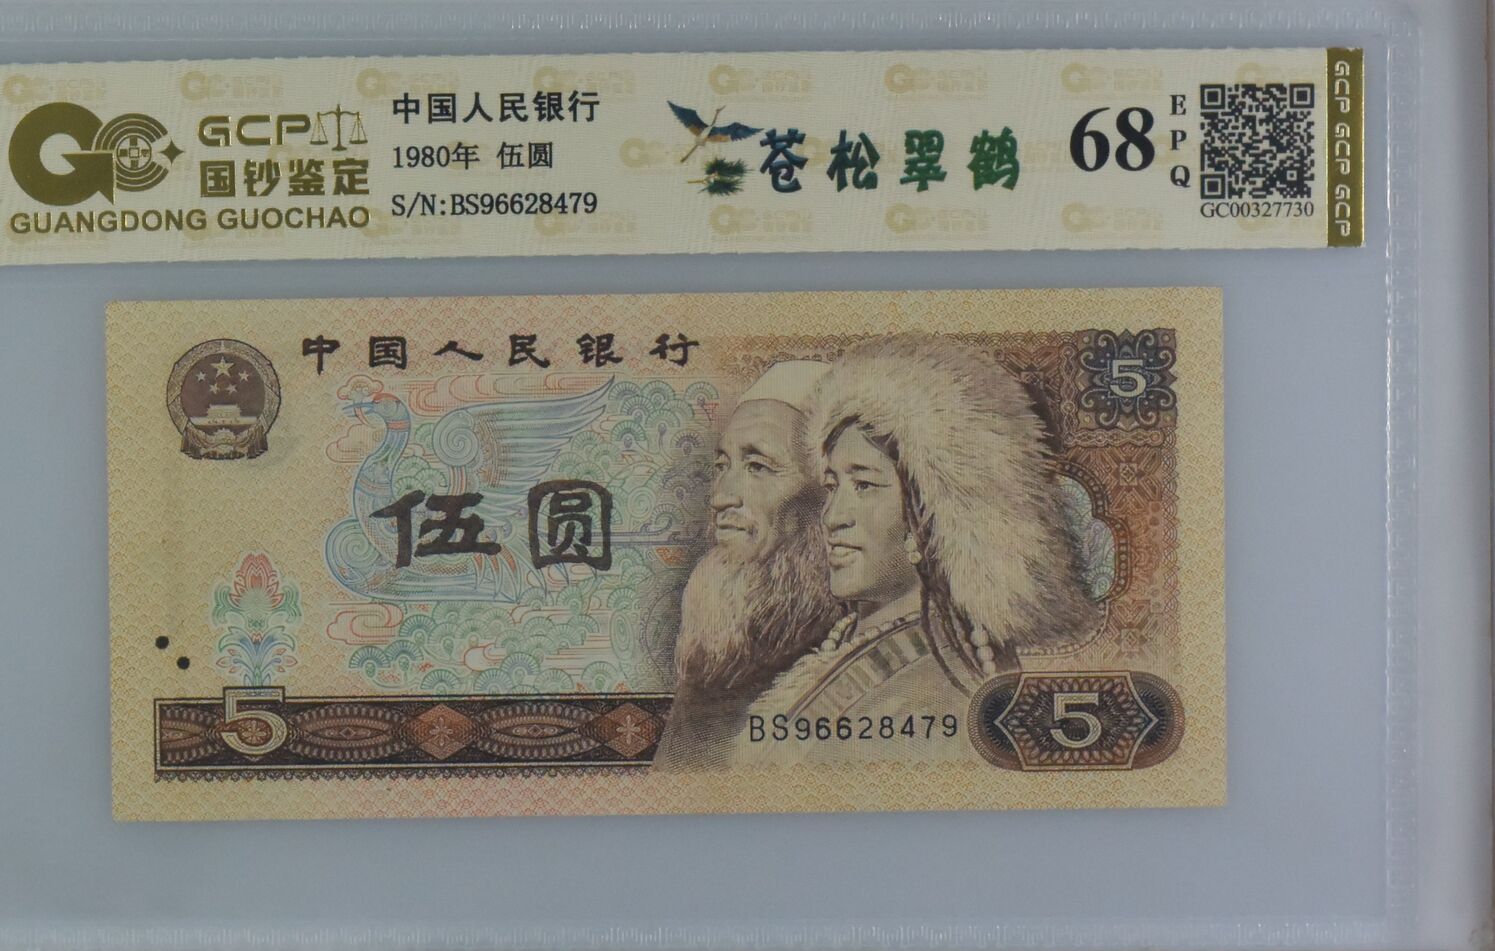 GCP
国钞鉴定
GUANGDONG GUOCHAO
中国人民银行
1980年 伍圆
S/N:BS96628479
苍松翠鹤
68
EPQ
GC00327730
GCP GCP GCP GCP
中国人民银行
5
伍圆
5
BS96628479
5